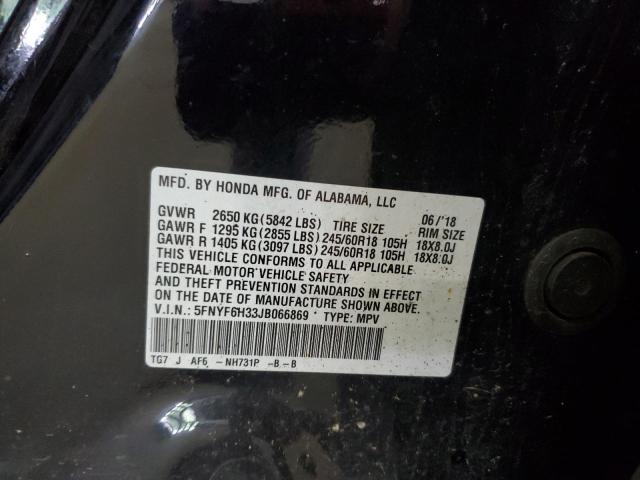 MFD. BY HONDA MFG. OF ALABAMA, LLC
GVWR 2650 KG (5842 LBS) TIRE SIZE 06/'18 RIM SIZE
GAWR F 1295 KG (2855 LBS) 245/60R18 105H 18X8.0J
GAWR R 1405 KG (3097 LBS) 245/60R18 105H 18X8.0J
THIS VEHICLE CONFORMS TO ALL APPLICABLE
FEDERAL MOTOR VEHICLE SAFETY
AND THEFT PREVENTION STANDARDS IN EFFECT
ON THE DATE OF MANUFACTURE SHOWN ABOVE.
V.I.N.: 5FNYF6H33JB066869 TYPE: MPV
TG7 J AF6 -NH731P -B -B